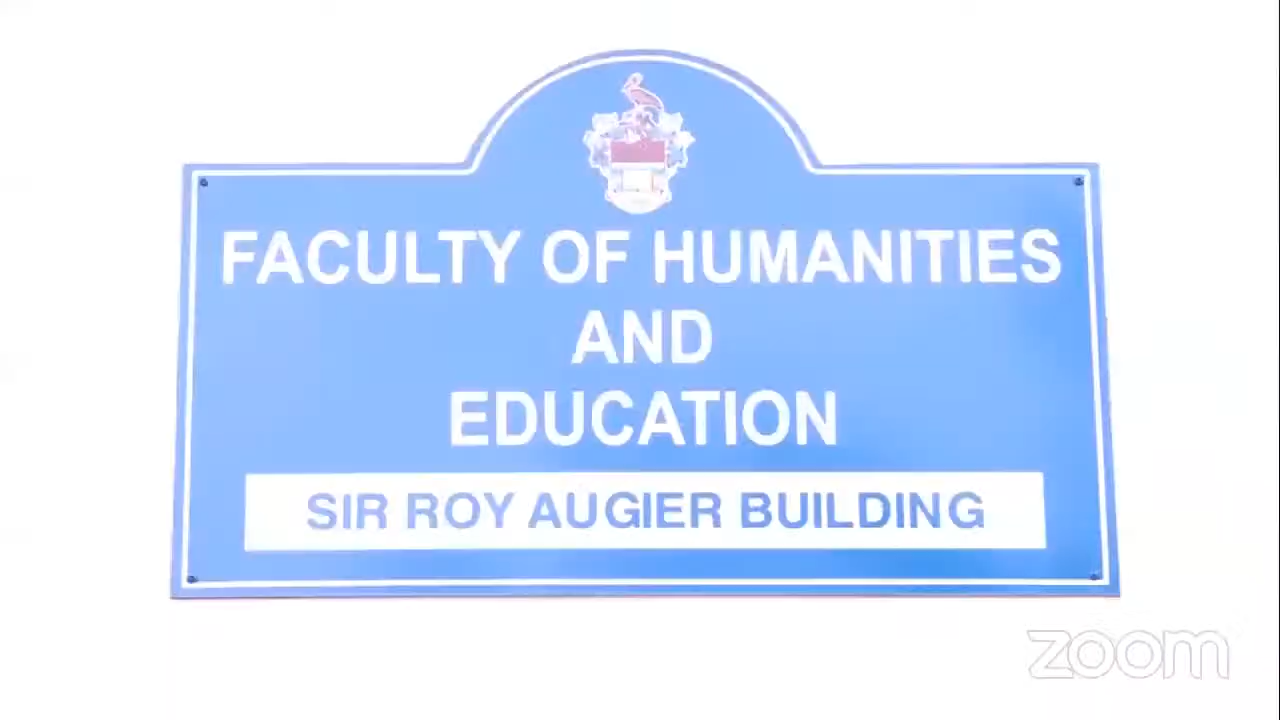 FACULTY OF HUMANITIES
AND
EDUCATION
SIR ROY AUGIER BUILDING
zoom